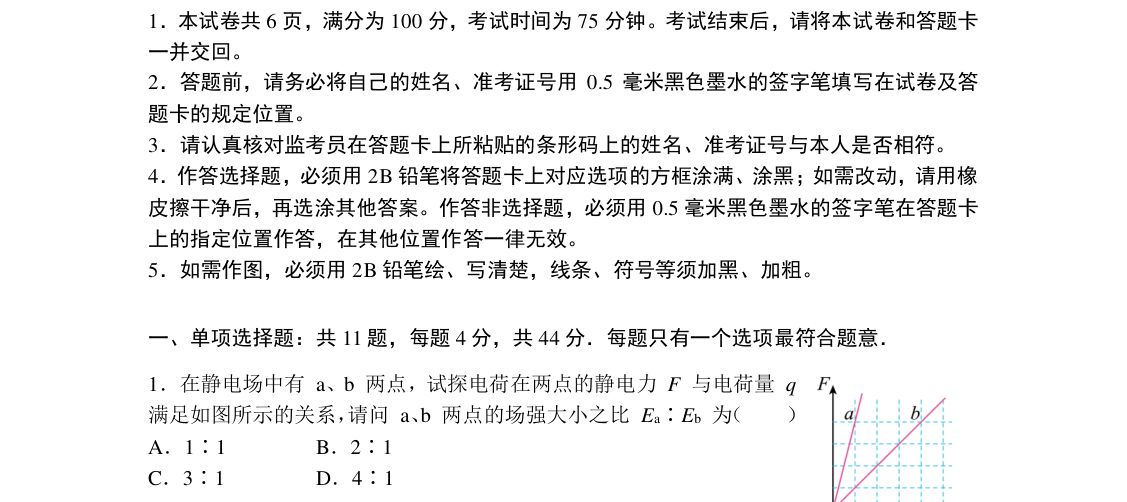 1．本试卷共 6 页，满分为 100 分，考试时间为 75 分钟。考试结束后，请将本试卷和答题卡
一并交回。
2．答题前，请务必将自己的姓名、准考证号用 0.5 毫米黑色墨水的签字笔填写在试卷及答
题卡的规定位置。
3．请认真核对监考员在答题卡上所粘贴的条形码上的姓名、准考证号与本人是否相符。
4．作答选择题，必须用 2B 铅笔将答题卡上对应选项的方框涂满、涂黑；如需改动，请用橡
皮擦干净后，再选涂其他答案。作答非选择题，必须用 0.5 毫米黑色墨水的签字笔在答题卡
上的指定位置作答，在其他位置作答一律无效。
5．如需作图，必须用 2B 铅笔绘、写清楚，线条、符号等须加黑、加粗。
一、单项选择题：共 11 题，每题 4 分，共 44 分．每题只有一个选项最符合题意．
1．在静电场中有 a、b 两点，试探电荷在两点的静电力 F 与电荷量 q
满足如图所示的关系，请问 a、b 两点的场强大小之比 Ea∶Eb 为(　　)
A．1∶1 B．2∶1
C．3∶1 D．4∶1
F
a b